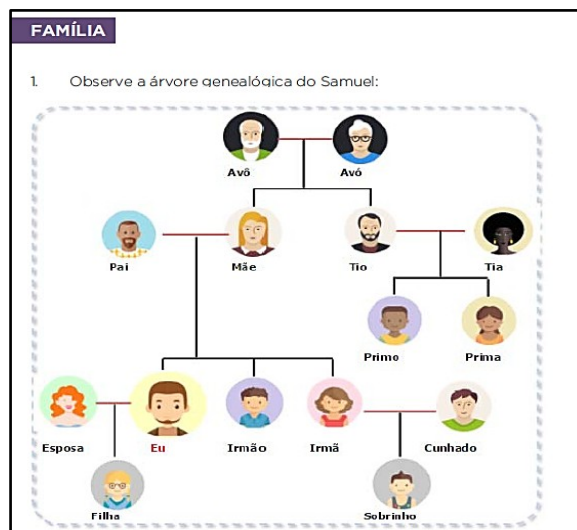 FAMÍLIA
1. Observe a árvore genealógica do Samuel:
Avô Avó
Pai Mãe Tio Tia
Primo Prima
Esposa Eu Irmão Irmã Cunhado
Filha Sobrinho